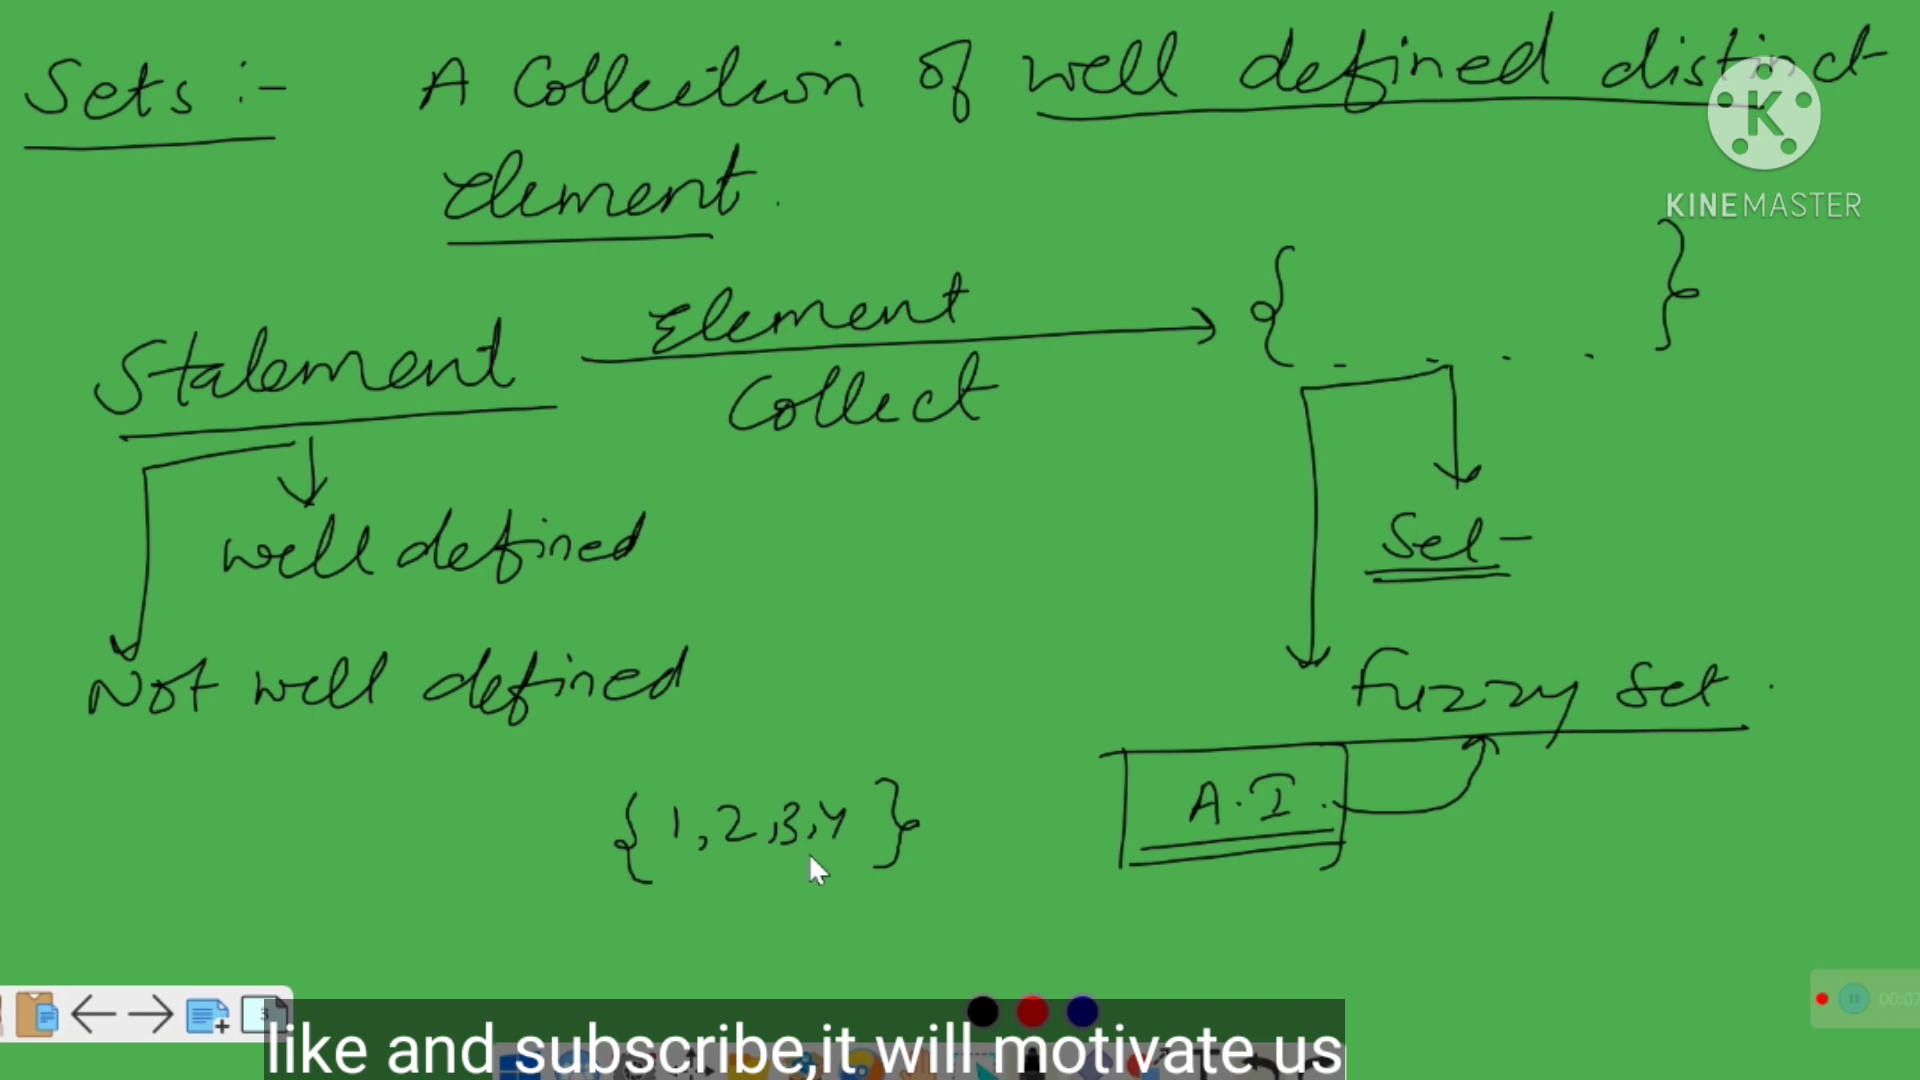 Sets :- A Collection of well defined distinct
Element.
KINEMASTER
Statement Element Collect { . . . . }
well defined
Set
Not well defined
Fuzzy Set.
{1,2,3,4}
A.I.
like and subscribe,it will motivate us